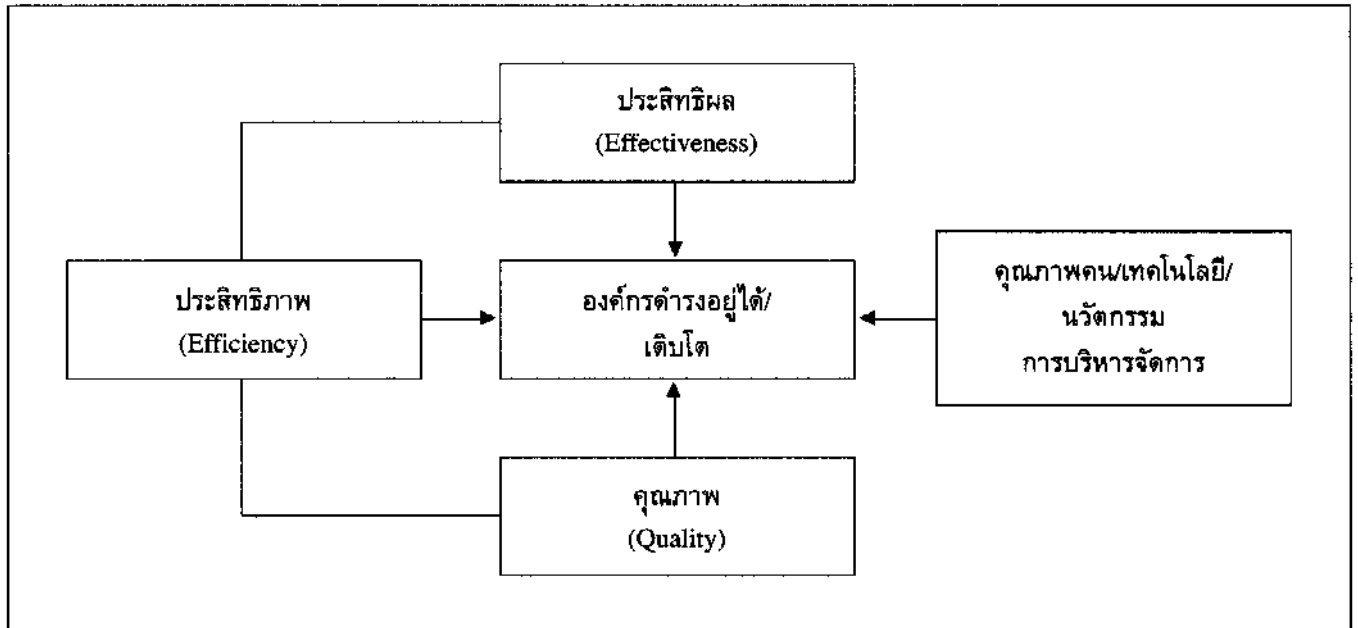 ประสิทธิผล
(Effectiveness)
ประสิทธิภาพ
(Efficiency)
องค์กรดำรงอยู่ได้/
เติบโต
คุณภาพคน/เทคโนโลยี/
นวัตกรรม
การบริหารจัดการ
คุณภาพ
(Quality)